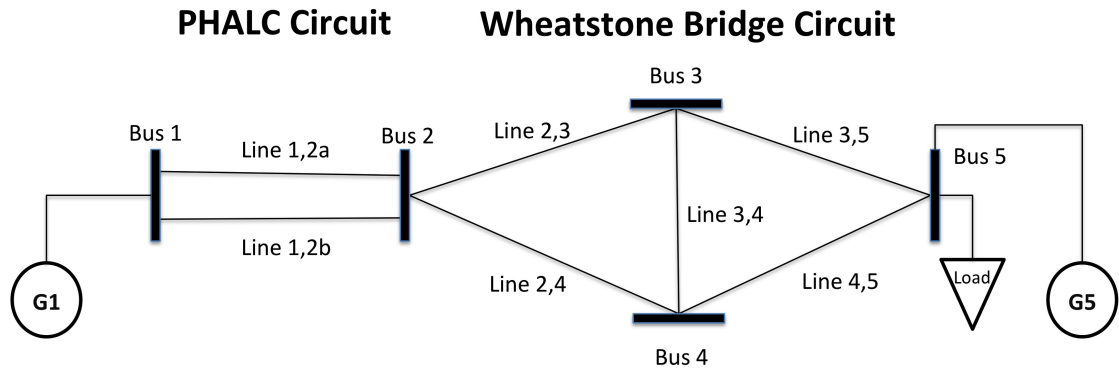 PHALC Circuit
Wheatstone Bridge Circuit
Bus 3
Bus 1
Bus 2
Line 2,3
Line 3,5
Line 1,2a
Bus 5
Line 3,4
Line 1,2b
Line 2,4
Line 4,5
Load
G1
G5
Bus 4